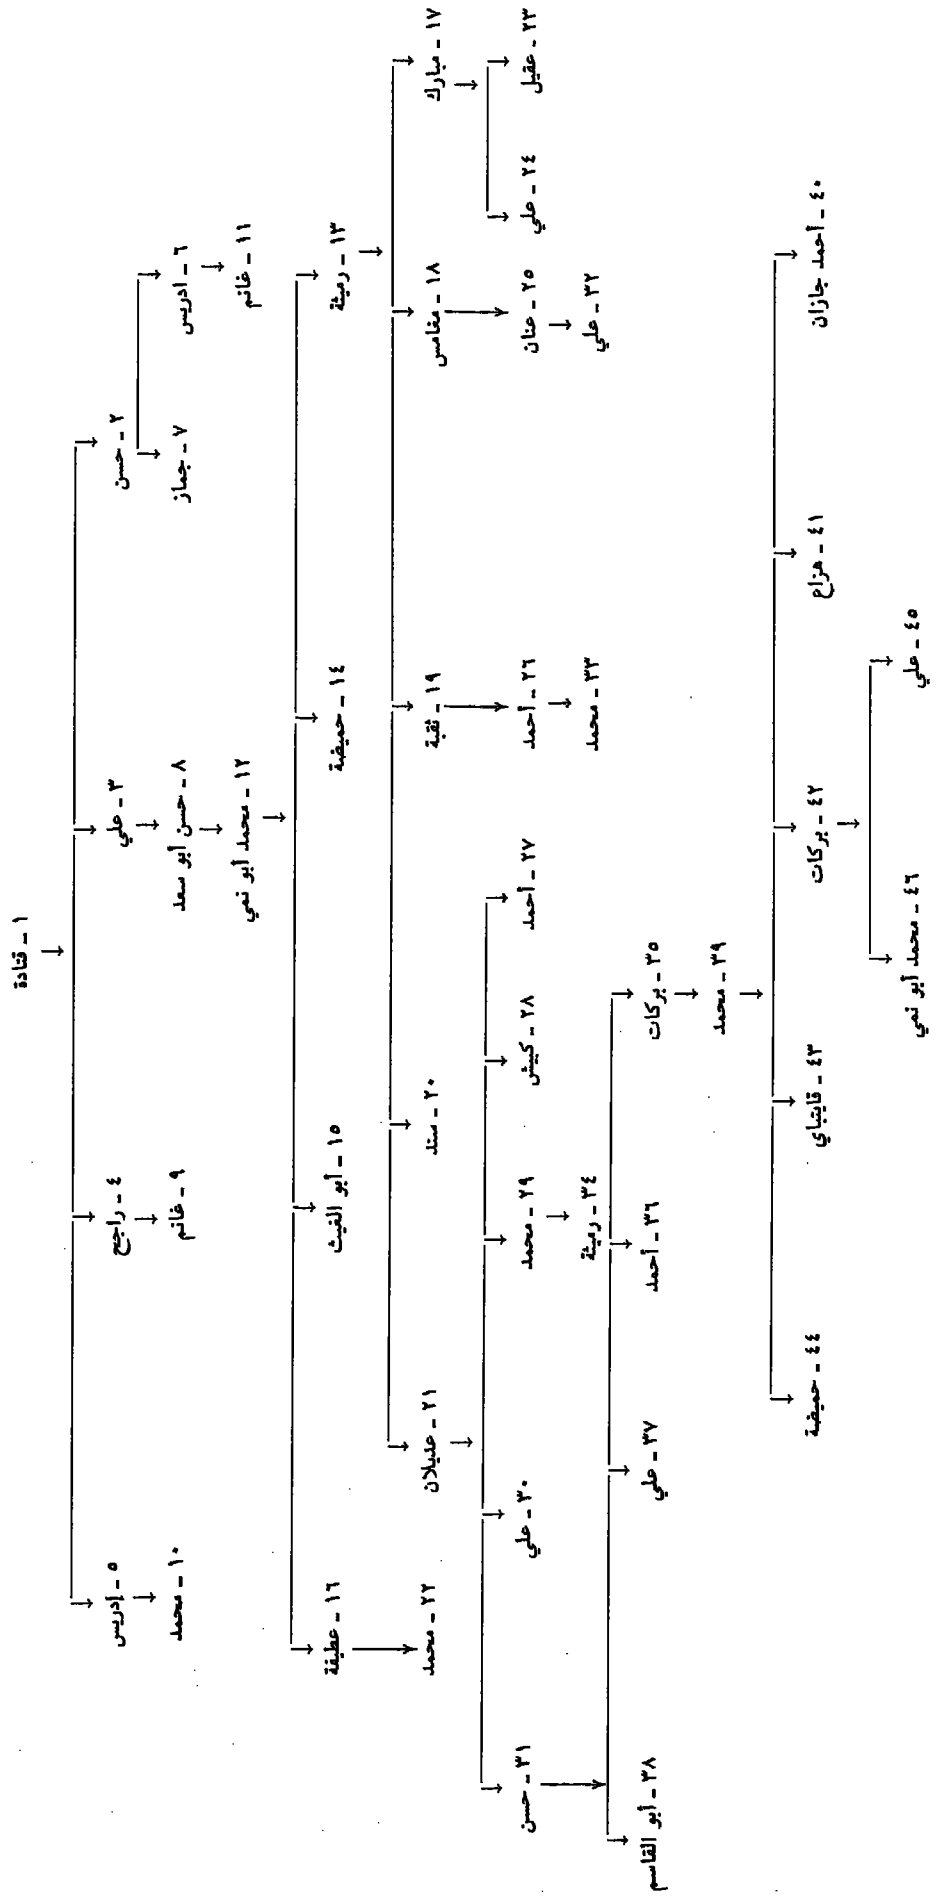 ١ - قتادة
٢ - حسن
٣ - علي
٤ - راجح
٥ - إدريس
٦ - ادريس
٧ - جماز
٨ - حسن أبو سعد
٩ - غانم
١٠ - محمد
١١ - غانم
١٢ - محمد أبو نمي
١٣ - رميثة
١٤ - حميضة
١٥ - أبو الغيث
١٦ - عطيفة
١٧ - مبارك
١٨ - مغامس
١٩ - ثقبة
٢٠ - سند
٢١ - عجلان
٢٢ - محمد
٢٣ - عقيل
٢٤ - علي
٢٥ - عنان
٢٦ - أحمد
٢٧ - أحمد
٢٨ - كبيش
٢٩ - محمد
٣٠ - علي
٣١ - حسن
٣٢ - علي
٣٣ - محمد
٣٤ - رميثة
٣٥ - بركات
٣٦ - أحمد
٣٧ - علي
٣٨ - أبو القاسم
٣٩ - محمد
٤٠ - أحمد جازان
٤١ - هزاع
٤٢ - بركات
٤٣ - قايتباي
٤٤ - حميضة
٤٥ - علي
٤٦ - محمد أبو نمي